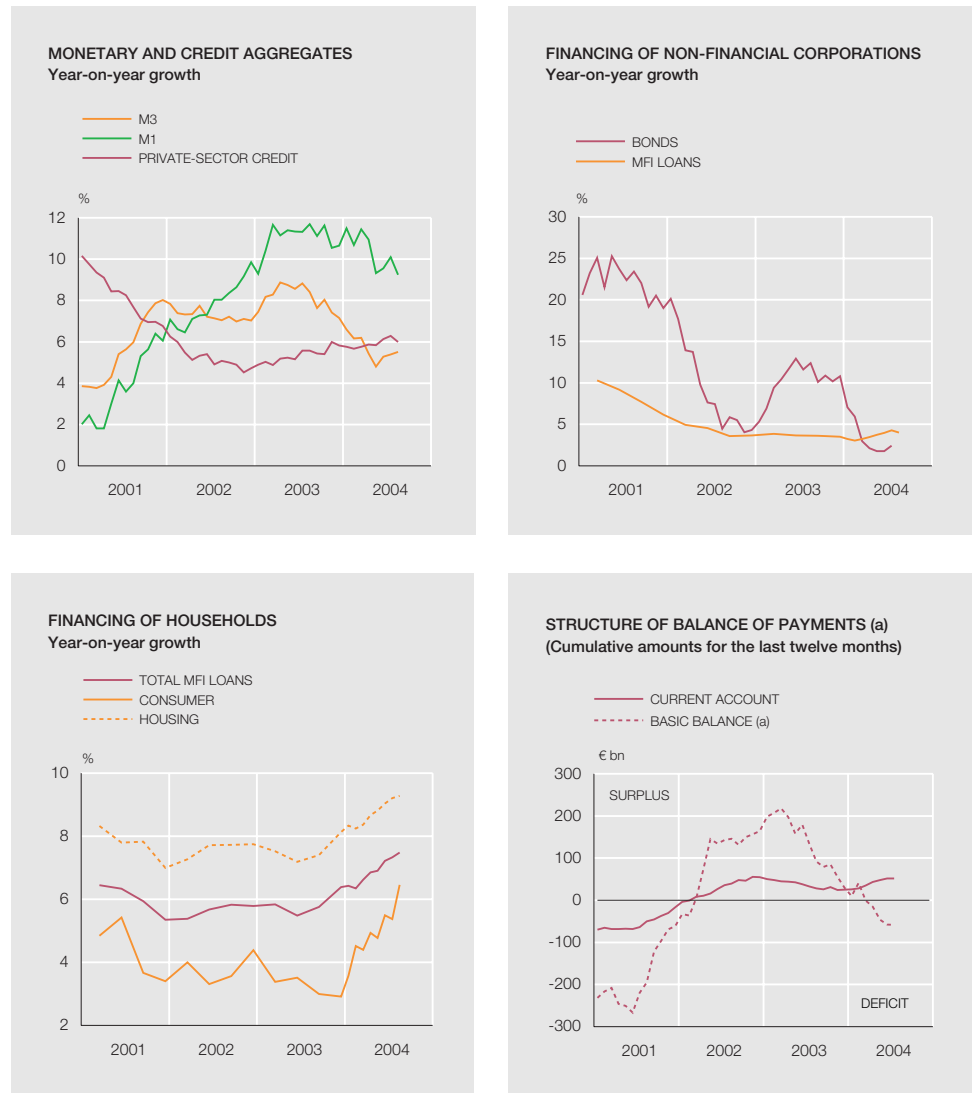 MONETARY AND CREDIT AGGREGATES
Year-on-year growth
M3
M1
PRIVATE-SECTOR CREDIT
%
12
10
8
6
4
2
0
2001 2002 2003 2004
FINANCING OF NON-FINANCIAL CORPORATIONS
Year-on-year growth
BONDS
MFI LOANS
%
30
25
20
15
10
5
0
2001 2002 2003 2004
FINANCING OF HOUSEHOLDS
Year-on-year growth
TOTAL MFI LOANS
CONSUMER
HOUSING
%
10
8
6
4
2
2001 2002 2003 2004
STRUCTURE OF BALANCE OF PAYMENTS (a)
(Cumulative amounts for the last twelve months)
CURRENT ACCOUNT
BASIC BALANCE (a)
€ bn
300
SURPLUS
200
100
0
-100
-200
DEFICIT
-300
2001 2002 2003 2004